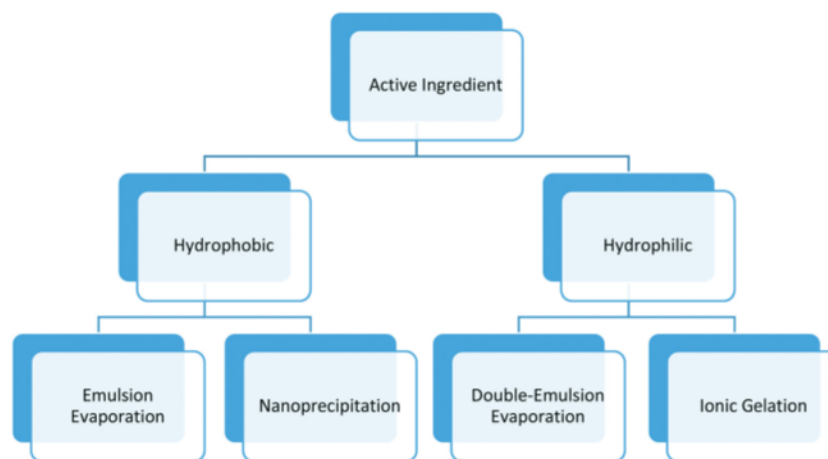 Active Ingredient
Hydrophobic
Hydrophilic
Emulsion
Evaporation
Nanoprecipitation
Double-Emulsion
Evaporation
Ionic Gelation